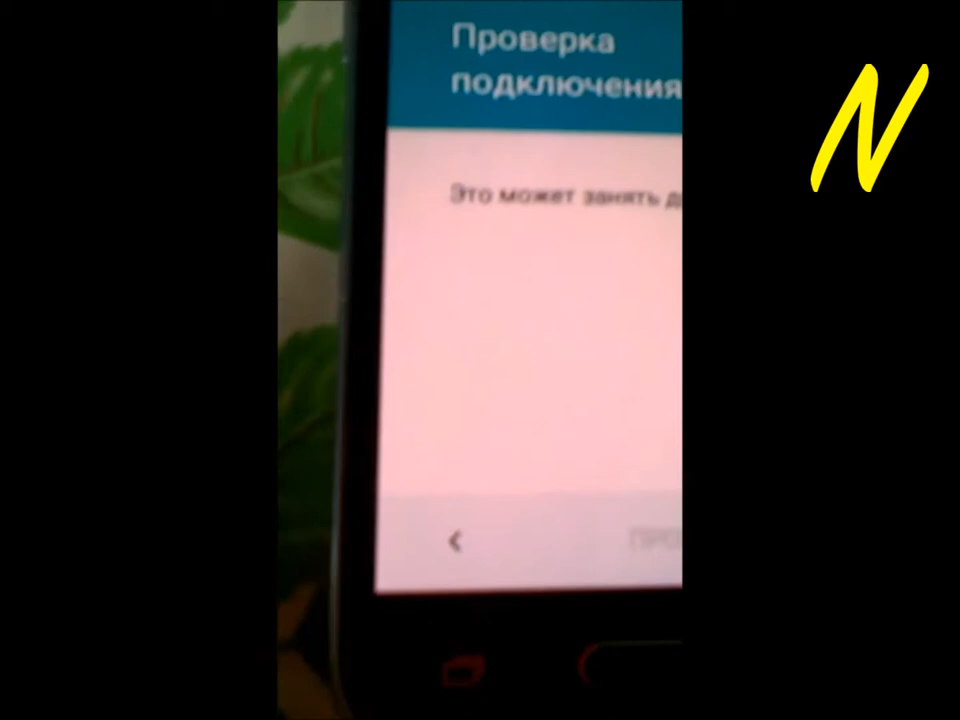 Проверка
подключения
Это может занять
N